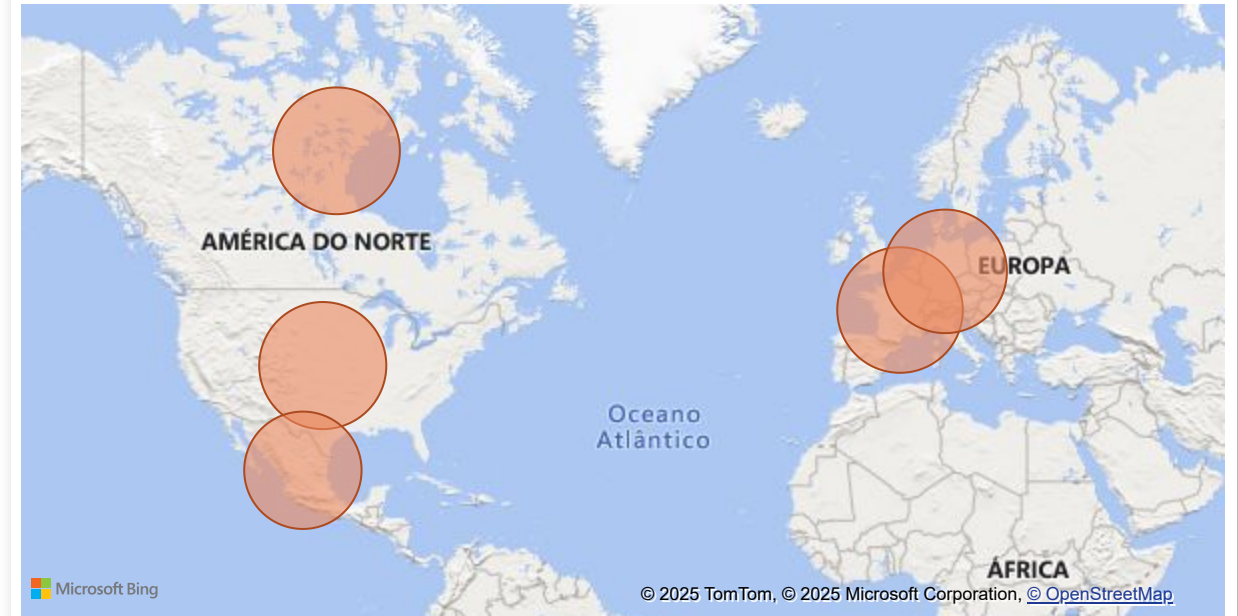 AMÉRICA DO NORTE
EUROPA
Oceano
Atlântico
ÁFRICA
Microsoft Bing
© 2025 TomTom, © 2025 Microsoft Corporation, © OpenStreetMap